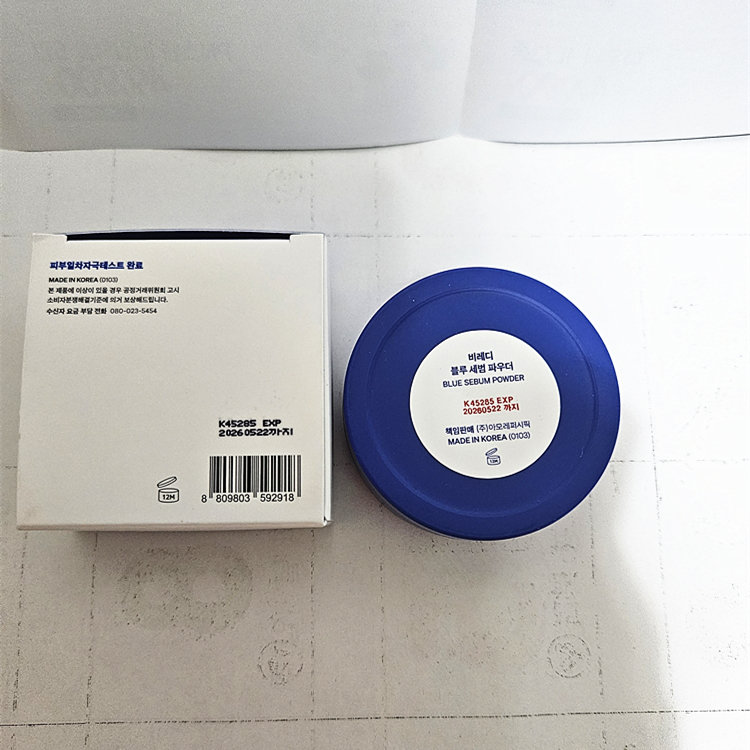 피부일차자극테스트 완료
MADE IN KOREA (0103)
본 제품에 이상이 있을 경우 공정거래위원회 고시
소비자분쟁해결기준에 의거 보상해드립니다.
수신자 요금 부담 전화 080-023-5454
K45285 EXP
20260522까지
12M
8 809803 592918
비레디
블루 세범 파우더
BLUE SEBUM POWDER
K45285 EXP
20260522 까지
책임판매 (주)아모레퍼시픽
MADE IN KOREA (0103)
12M